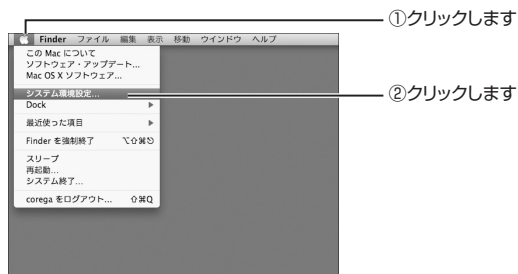 ①クリックします
Finder ファイル 編集 表示 移動 ウインドウ ヘルプ
この Mac について
ソフトウェア・アップデート...
Mac OS X ソフトウェア...
システム環境設定...
②クリックします
Dock ▶
最近使った項目 ▶
Finder を強制終了 ⌥⇧⌘⎋
スリープ
再起動...
システム終了...
corega をログアウト... ⇧⌘Q